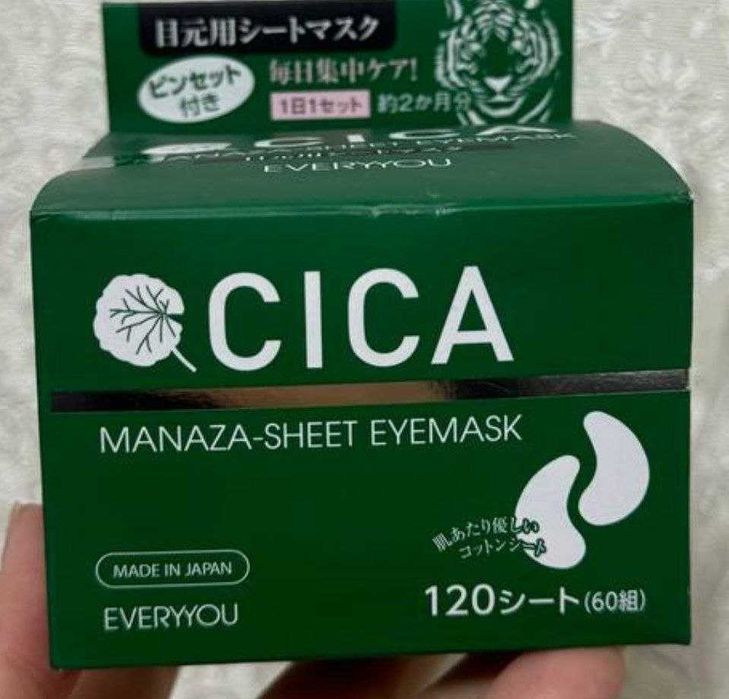 目元用シートマスク
ピンセット
付き
毎日集中ケア!
1日1セット 約2か月分
CICA
SHEET EYEMASK
EVERYYOU
CICA
MANAZA-SHEET EYEMASK
肌あたり優しい
コットンシート
MADE IN JAPAN
EVERYYOU
120シート(60組)